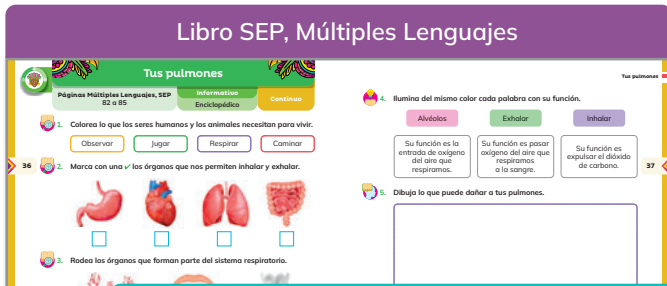 Libro SEP, Múltiples Lenguajes
Tus pulmones
Páginas Múltiples Lenguajes, SEP
82 a 85
Informativo
Enciclopédico
Continua
1. Colorea lo que los seres humanos y los animales necesitan para vivir.
Observar
Jugar
Respirar
Caminar
36
2. Marca con una ✓ los órganos que nos permiten inhalar y exhalar.
3. Rodea los órganos que forman parte del sistema respiratorio.
Tus pulmones
4. Ilumina del mismo color cada palabra con su función.
Alvéolos
Exhalar
Inhalar
Su función es la
entrada de oxígeno
del aire que
respiramos.
Su función es pasar
oxígeno del aire que
respiramos
a la sangre.
Su función es
expulsar el dióxido
de carbono.
37
5. Dibuja lo que puede dañar a tus pulmones.